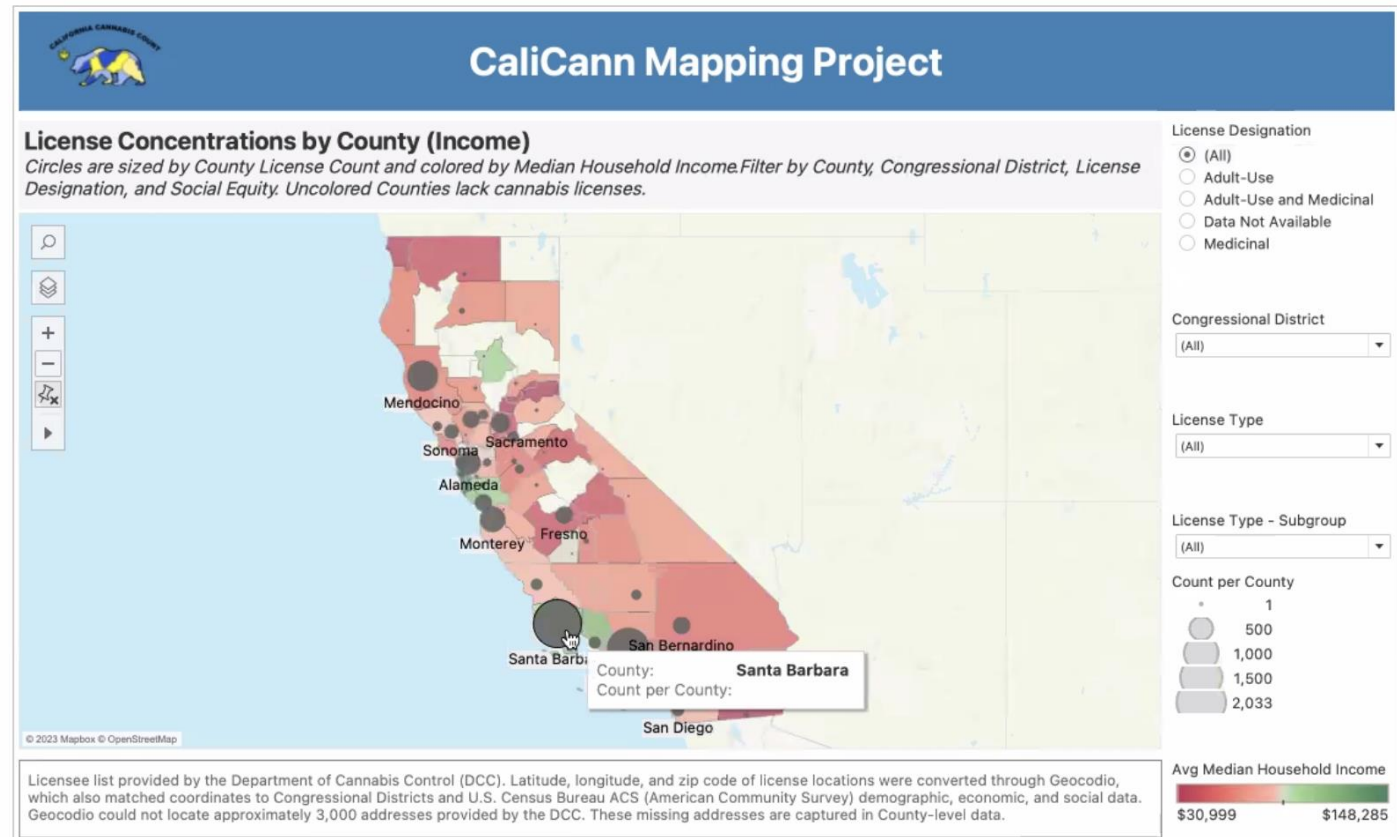 CALIFORNIA CANNABIS COUNT
CaliCann Mapping Project
License Concentrations by County (Income)
Circles are sized by County License Count and colored by Median Household Income.Filter by County, Congressional District, License
Designation, and Social Equity. Uncolored Counties lack cannabis licenses.
Mendocino
Sonoma
Sacramento
Alameda
Monterey
Fresno
San Bernardino
Santa Barba
County: Santa Barbara
Count per County:
San Diego
© 2023 Mapbox © OpenStreetMap
Licensee list provided by the Department of Cannabis Control (DCC). Latitude, longitude, and zip code of license locations were converted through Geocodio,
which also matched coordinates to Congressional Districts and U.S. Census Bureau ACS (American Community Survey) demographic, economic, and social data.
Geocodio could not locate approximately 3,000 addresses provided by the DCC. These missing addresses are captured in County-level data.
License Designation
(All)
Adult-Use
Adult-Use and Medicinal
Data Not Available
Medicinal
Congressional District
(All)
License Type
(All)
License Type - Subgroup
(All)
Count per County
1
500
1,000
1,500
2,033
Avg Median Household Income
$30,999 $148,285